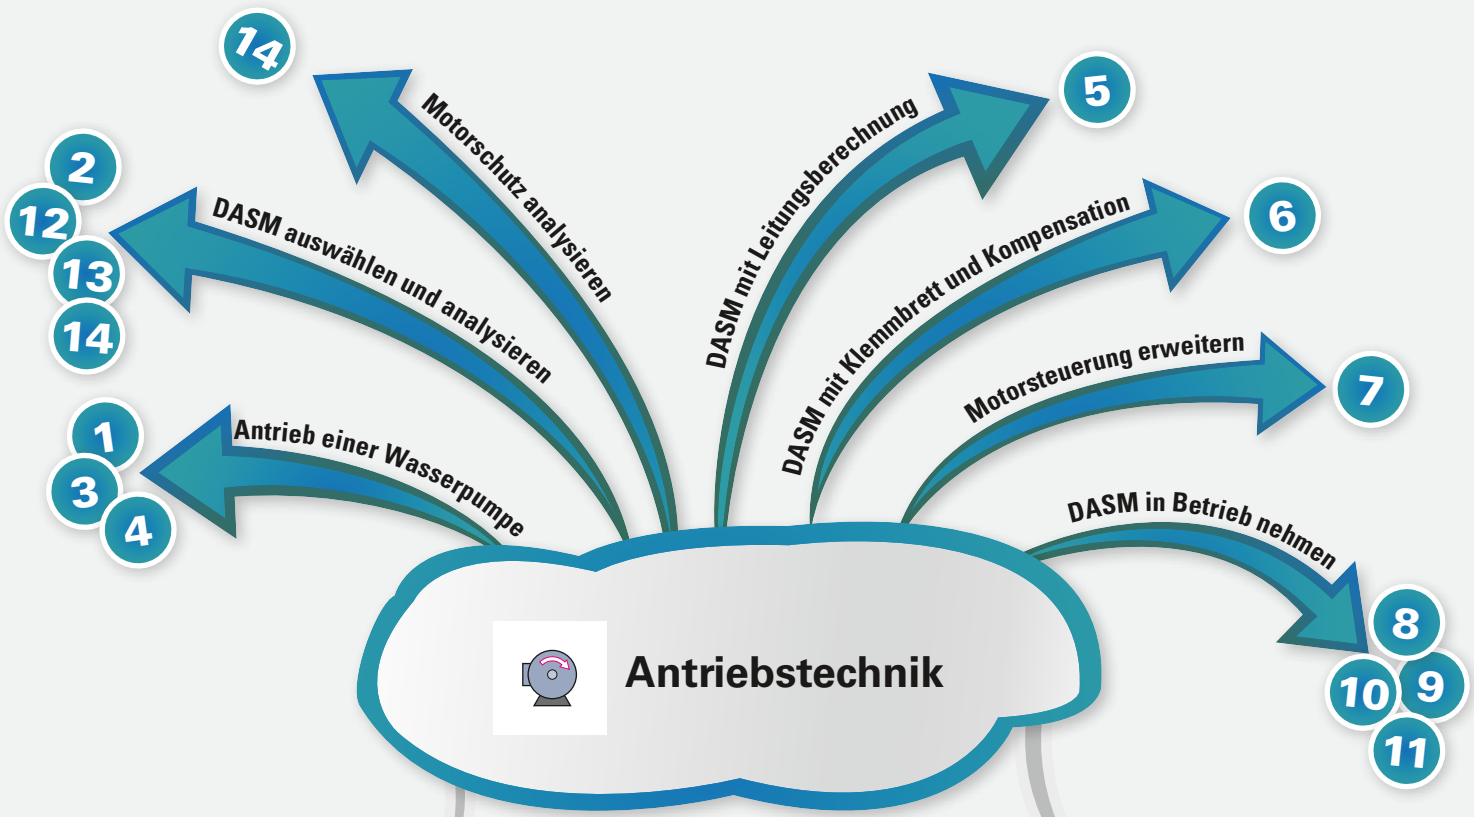 14
Motorschutz analysieren
2
12
13
14
DASM auswählen und analysieren
1
3
4
Antrieb einer Wasserpumpe
DASM mit Leitungsberechnung
5
DASM mit Klemmbrett und Kompensation
6
Motorsteuerung erweitern
7
DASM in Betrieb nehmen
8
9
10
11
Antriebstechnik